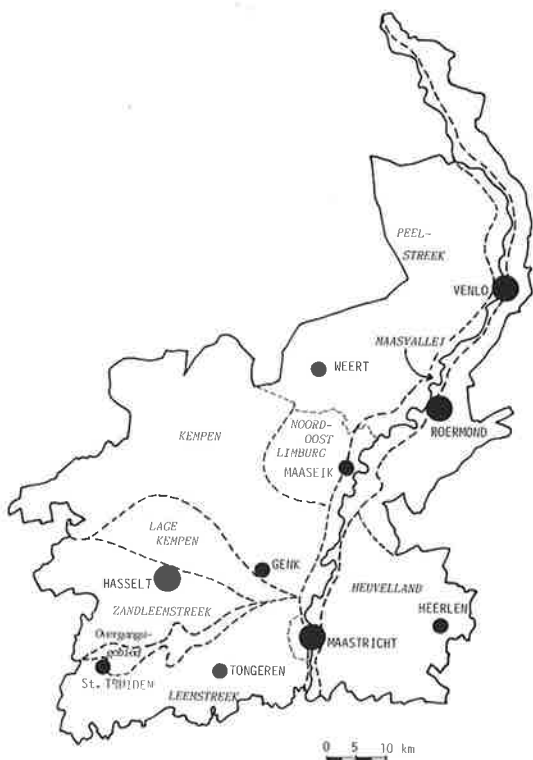 PEEL-
STREEK
VENLO
MAASVALLEI
WEERT
ROERMOND
KEMPEN
NOORD-
OOST
LIMBURG
MAASEIK
LAGE
KEMPEN
GENK
HASSELT
HEUVELLAND
ZANDLEEMSTREEK
HEERLEN
Overgangs-
gebied
MAASTRICHT
St. TRUIDEN
TONGEREN
LEEMSTREEK
0 5 10 km